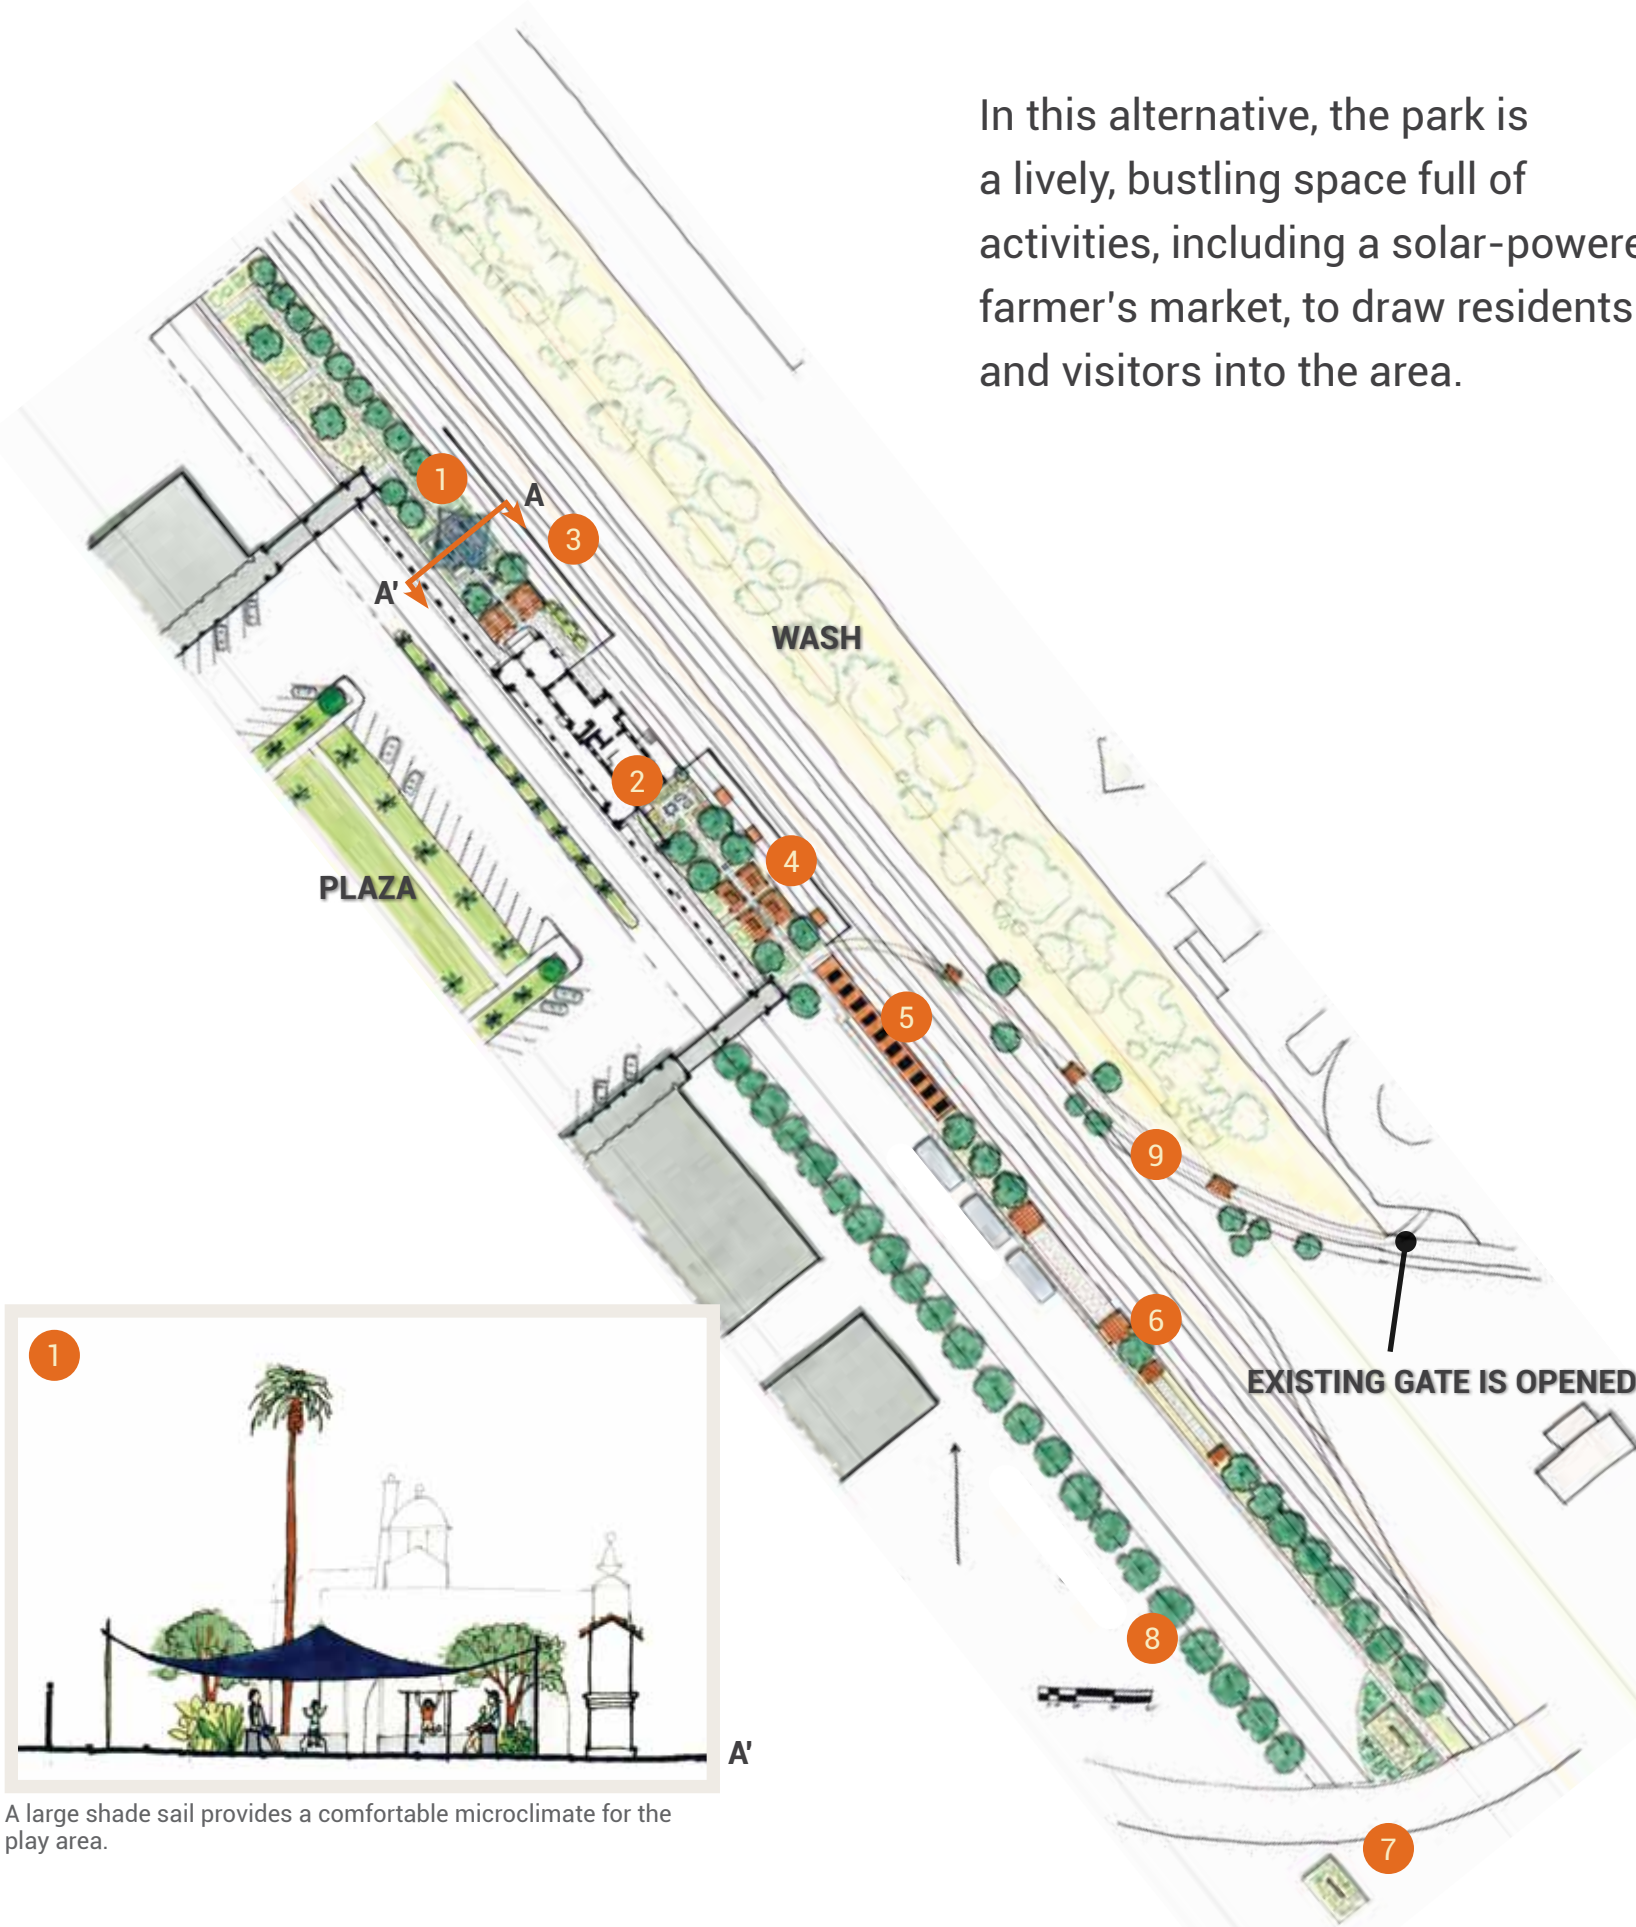 In this alternative, the park is
a lively, bustling space full of
activities, including a solar-powere
farmer's market, to draw residents
and visitors into the area.
1
A
3
A'
WASH
2
4
PLAZA
5
9
6
EXISTING GATE IS OPENED
1
8
A'
A large shade sail provides a comfortable microclimate for the
play area.
7